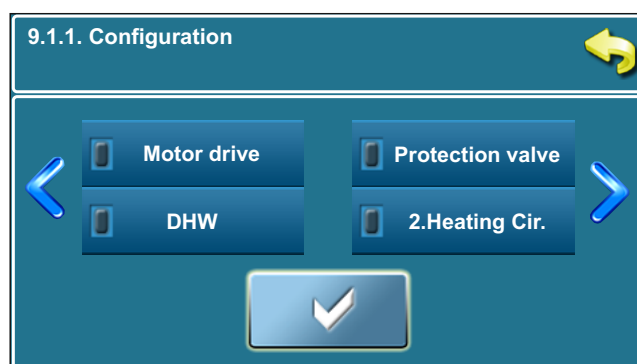 9.1.1. Configuration
Motor drive
Protection valve
DHW
2.Heating Cir.